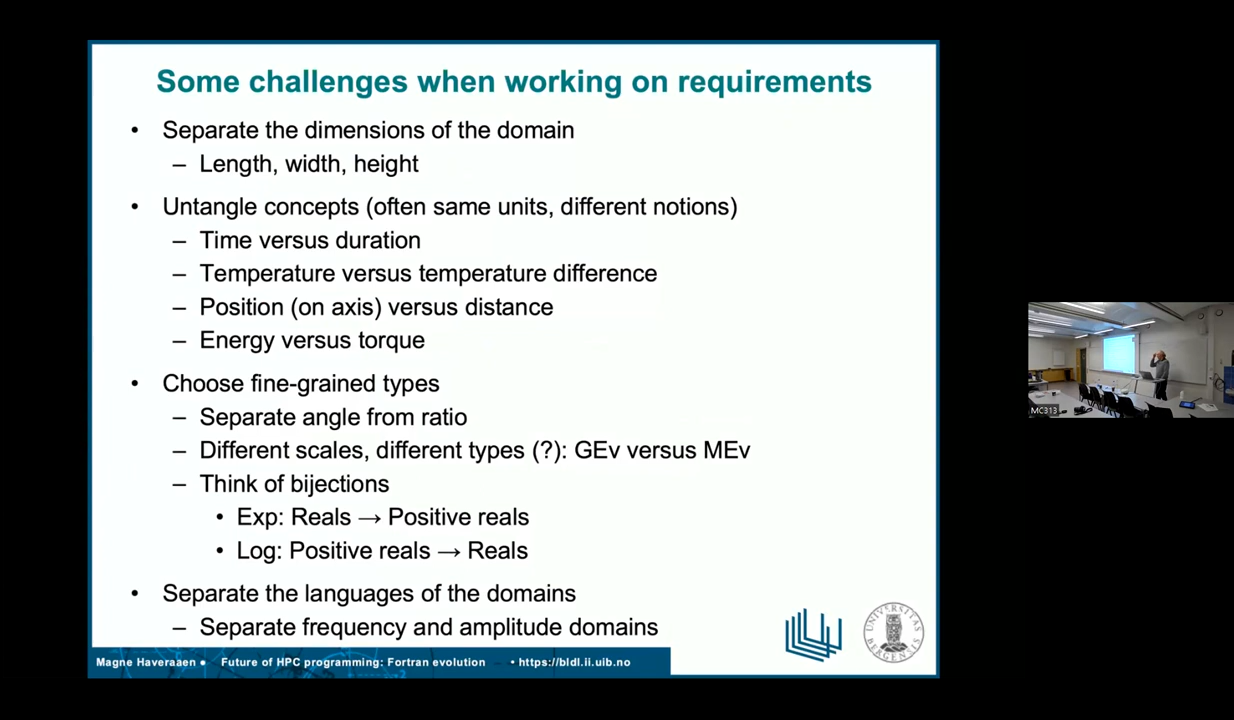 Some challenges when working on requirements
• Separate the dimensions of the domain
– Length, width, height
• Untangle concepts (often same units, different notions)
– Time versus duration
– Temperature versus temperature difference
– Position (on axis) versus distance
– Energy versus torque
• Choose fine-grained types
– Separate angle from ratio
– Different scales, different types (?): GEv versus MEv
– Think of bijections
• Exp: Reals → Positive reals
• Log: Positive reals → Reals
• Separate the languages of the domains
– Separate frequency and amplitude domains
Magne Haveraaen ● Future of HPC programming: Fortran evolution • https://bldl.ii.uib.no
UNIVERSITAS
BERGENSIS
MC313